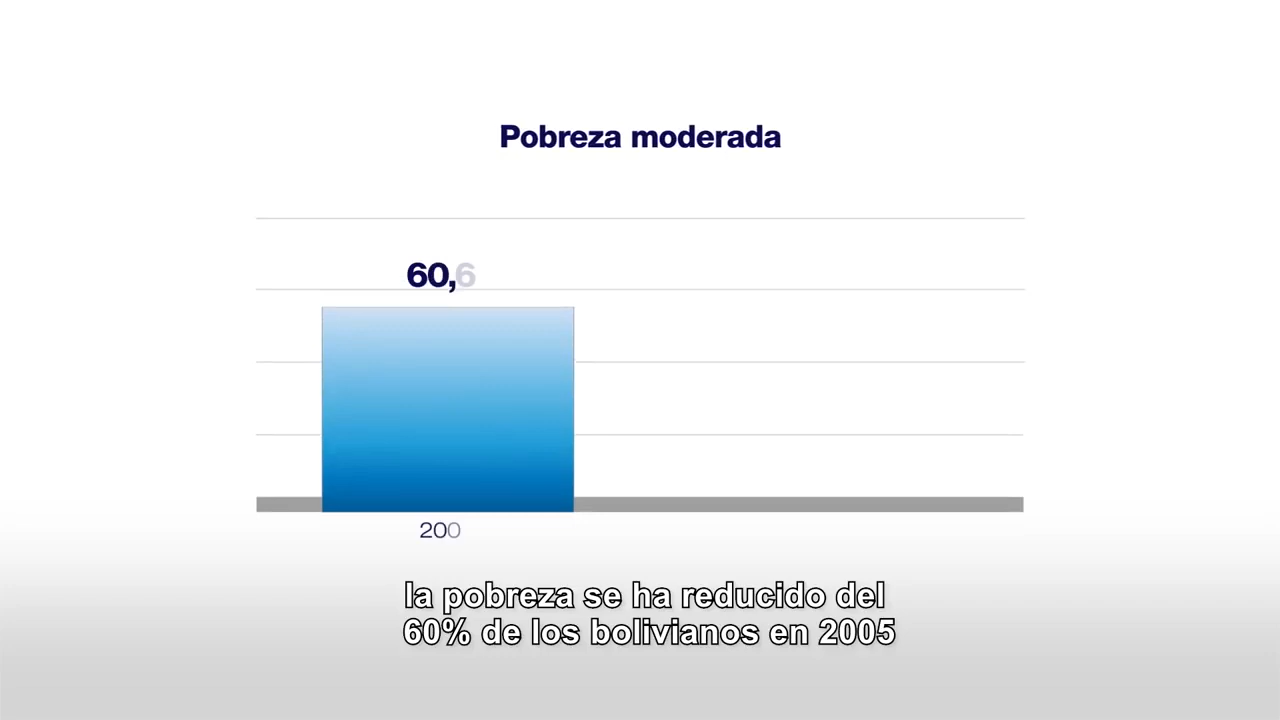 Pobreza moderada
60,6
200
la pobreza se ha reducido del
60% de los bolivianos en 2005